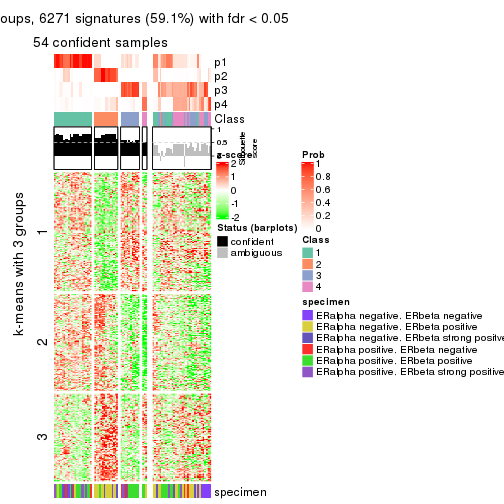 oups, 6271 signatures (59.1%) with fdr < 0.05
54 confident samples
p1
p2
p3
p4
Class
1
0.5
0
Silhouette
score
z-score
2
1
0
-1
-2
Status (barplots)
confident
ambiguous
Prob
1
0.8
0.6
0.4
0.2
0
Class
1
2
3
4
specimen
ERalpha negative. ERbeta negative
ERalpha negative. ERbeta positive
ERalpha negative. ERbeta strong positive
ERalpha positive. ERbeta negative
ERalpha positive. ERbeta positive
ERalpha positive. ERbeta strong positive
k-means with 3 groups
1
2
3
specimen